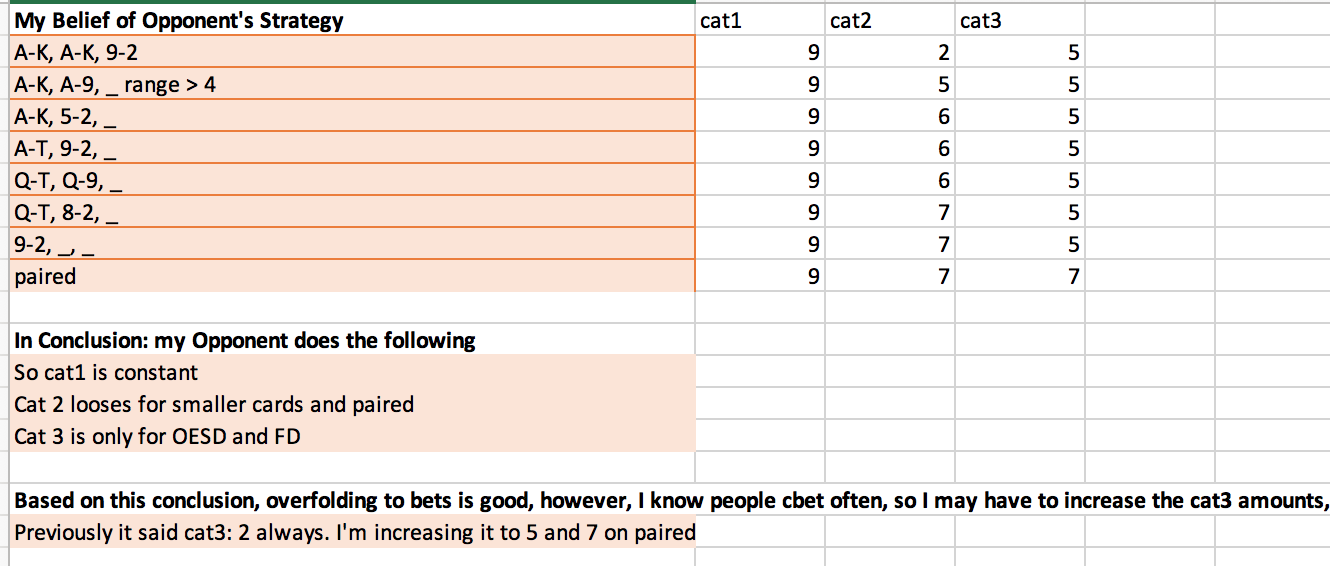 My Belief of Opponent's Strategy cat1 cat2 cat3
A-K, A-K, 9-2 9 2 5
A-K, A-9, _ range > 4 9 5 5
A-K, 5-2, _ 9 6 5
A-T, 9-2, _ 9 6 5
Q-T, Q-9, _ 9 6 5
Q-T, 8-2, _ 9 7 5
9-2, _, _ 9 7 5
paired 9 7 7
In Conclusion: my Opponent does the following
So cat1 is constant
Cat 2 looses for smaller cards and paired
Cat 3 is only for OESD and FD
Based on this conclusion, overfolding to bets is good, however, I know people cbet often, so I may have to increase the cat3 amounts,
Previously it said cat3: 2 always. I'm increasing it to 5 and 7 on paired